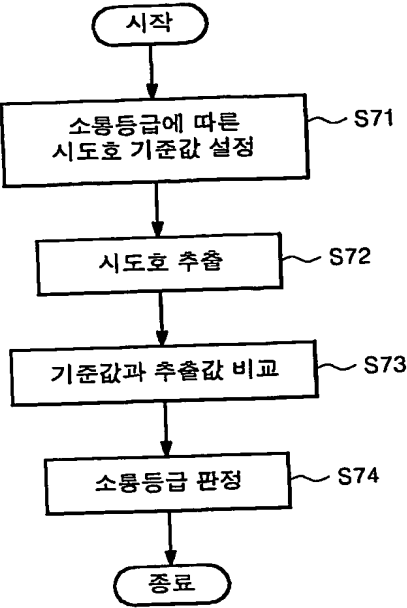 시작
소통등급에 따른
시도호 기준값 설정
S71
시도호 추출
S72
기준값과 추출값 비교
S73
소통등급 판정
S74
종료